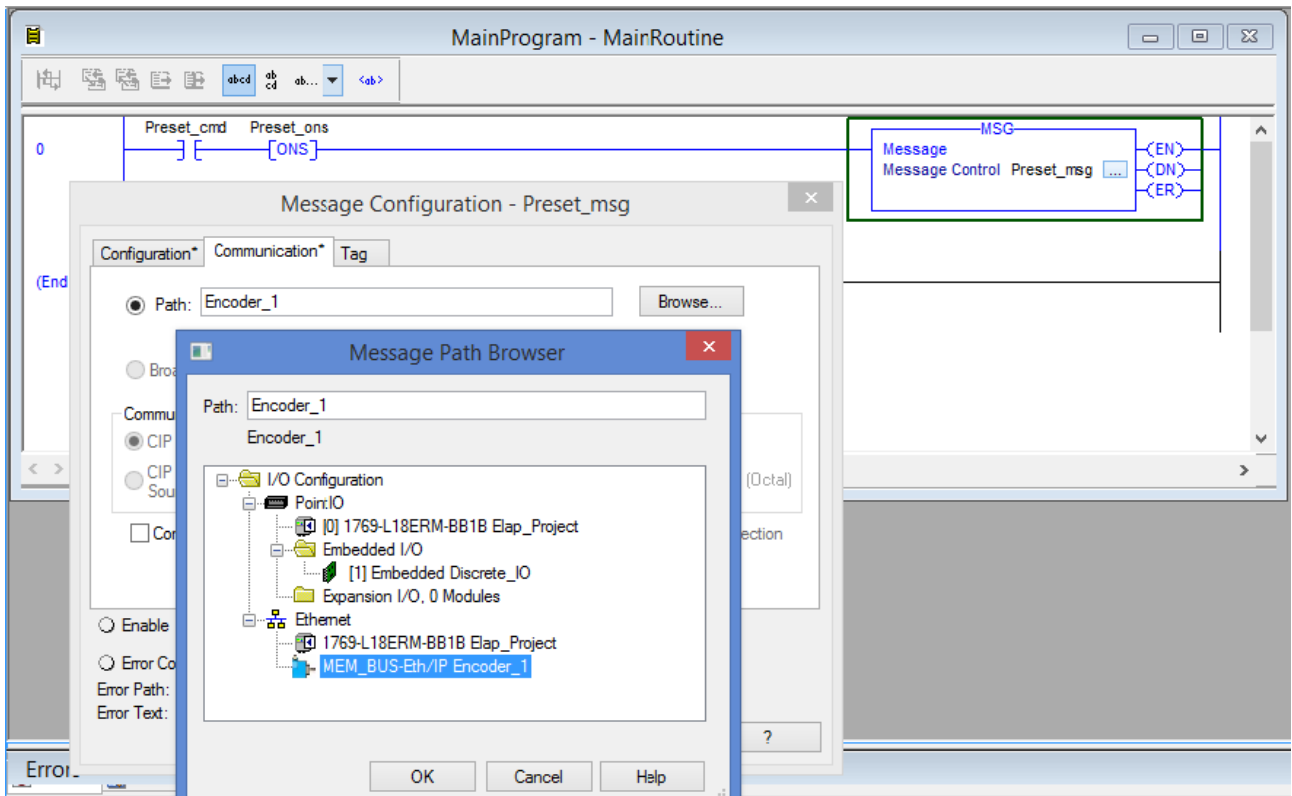 MainProgram - MainRoutine
abcd ab cd ab... <ab>
Preset_cmd Preset_ons
0
ONS
MSG
Message
Message Control Preset_msg ...
EN
DN
ER
Message Configuration - Preset_msg
Configuration* Communication* Tag
(End
Path: Encoder_1 Browse...
Message Path Browser
Broa
Path: Encoder_1
Commu
Encoder_1
CIP
CIP
Sou
(Octal)
I/O Configuration
PointIO
[0] 1769-L18ERM-BB1B Elap_Project
Cor
ection
Embedded I/O
[1] Embedded Discrete_IO
Expansion I/O, 0 Modules
Enable
Ethernet
1769-L18ERM-BB1B Elap_Project
Error Co
MEM_BUS-Eth/IP Encoder_1
Error Path:
Error Text:
?
Error
OK Cancel Help